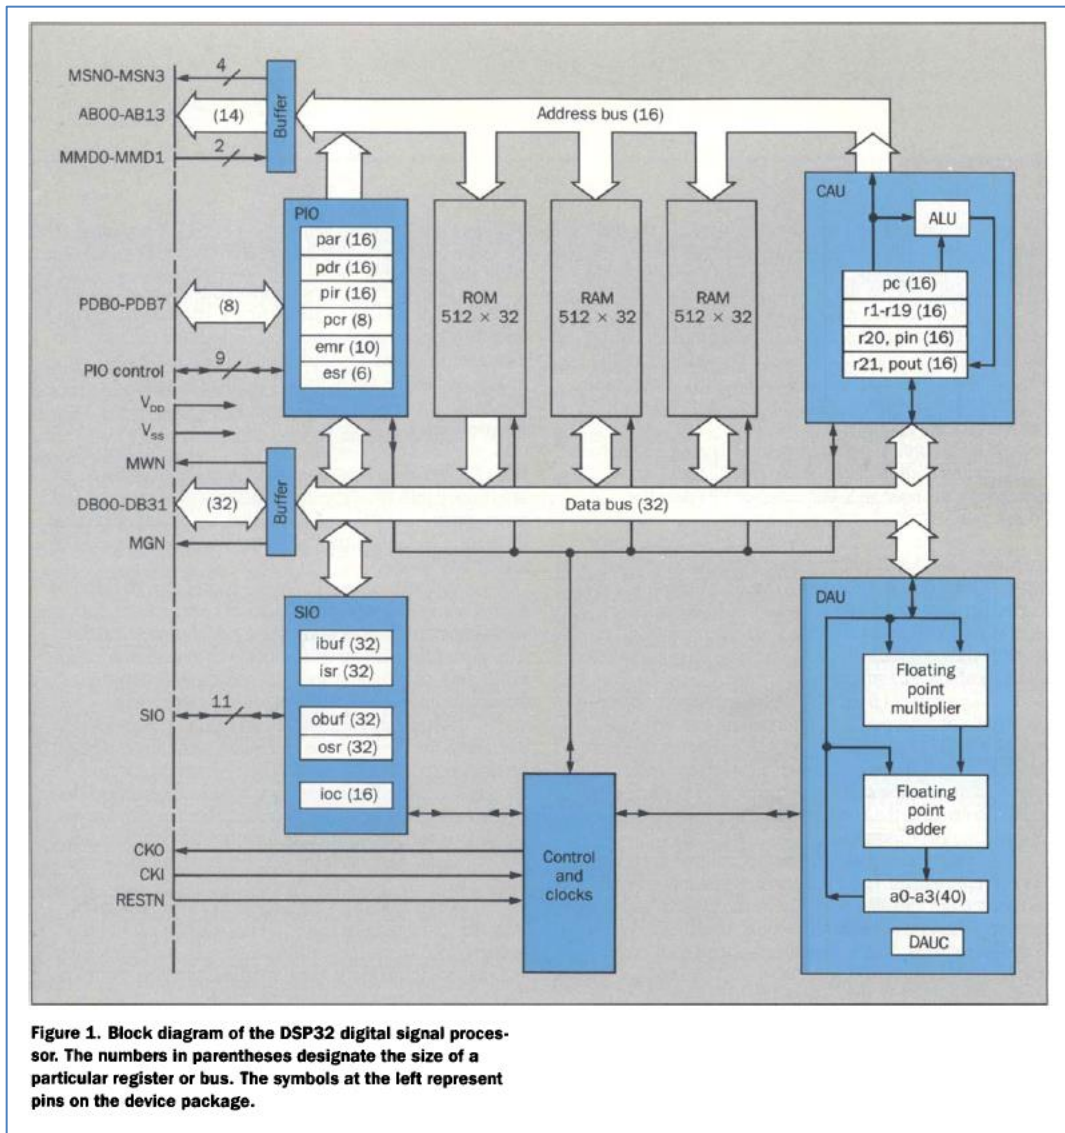 MSN0-MSN3
4
AB00-AB13
(14)
MMD0-MMD1
2
Buffer
Address bus (16)
PIO
par (16)
pdr (16)
pir (16)
pcr (8)
emr (10)
esr (6)
PDB0-PDB7
(8)
PIO control
9
VDD
VSS
ROM
512 × 32
RAM
512 × 32
RAM
512 × 32
CAU
ALU
pc (16)
r1-r19 (16)
r20, pin (16)
r21, pout (16)
MWN
DB00-DB31
(32)
MGN
Buffer
Data bus (32)
SIO
ibuf (32)
isr (32)
obuf (32)
osr (32)
ioc (16)
SIO
11
CKO
CKI
RESTN
Control
and
clocks
DAU
Floating
point
multiplier
Floating
point
adder
a0-a3(40)
DAUC
Figure 1. Block diagram of the DSP32 digital signal proces-
sor. The numbers in parentheses designate the size of a
particular register or bus. The symbols at the left represent
pins on the device package.